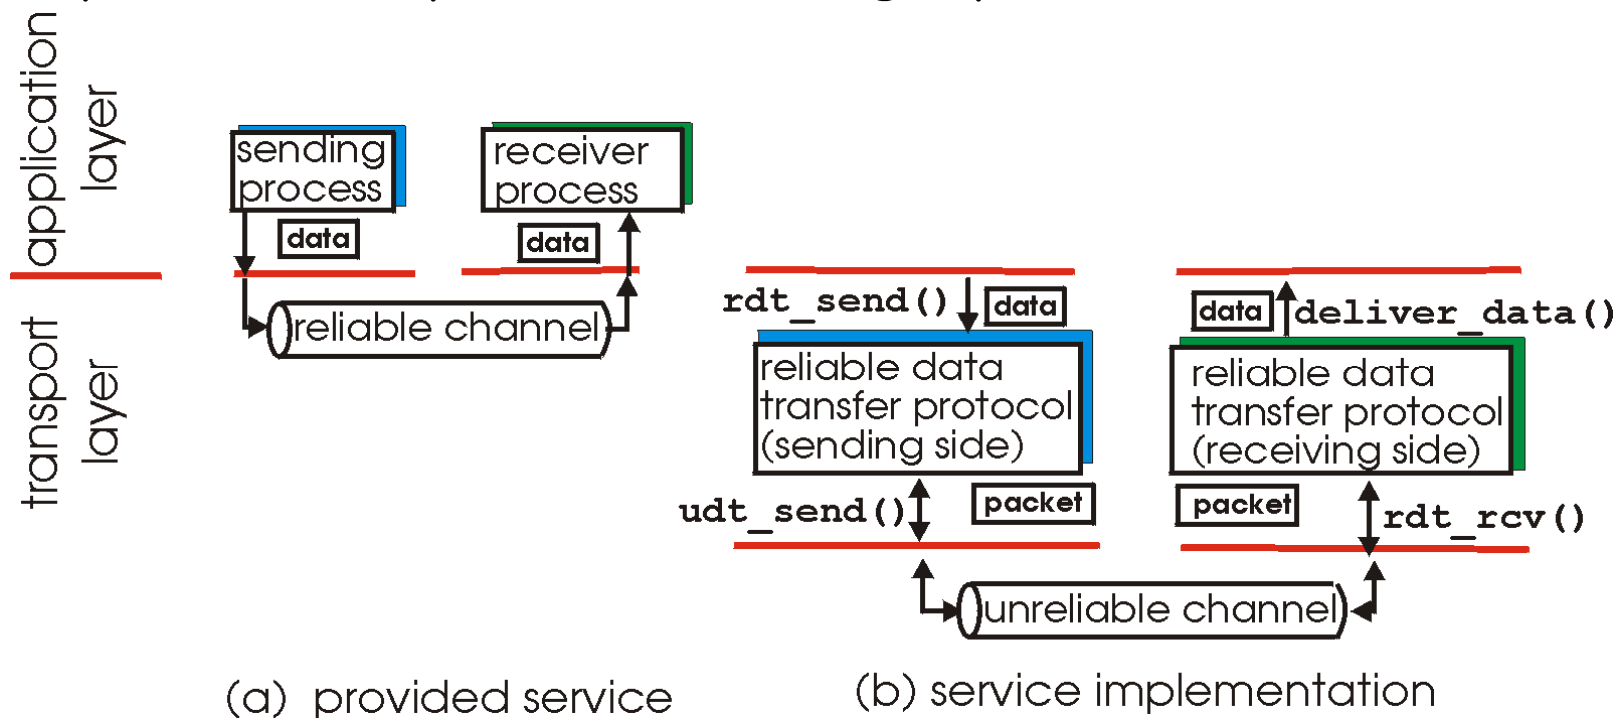 application
layer
transport
layer
sending
process
data
receiver
process
data
reliable channel
(a) provided service
rdt_send()
data
reliable data
transfer protocol
(sending side)
udt_send()
packet
data
deliver_data()
reliable data
transfer protocol
(receiving side)
packet
rdt_rcv()
unreliable channel
(b) service implementation